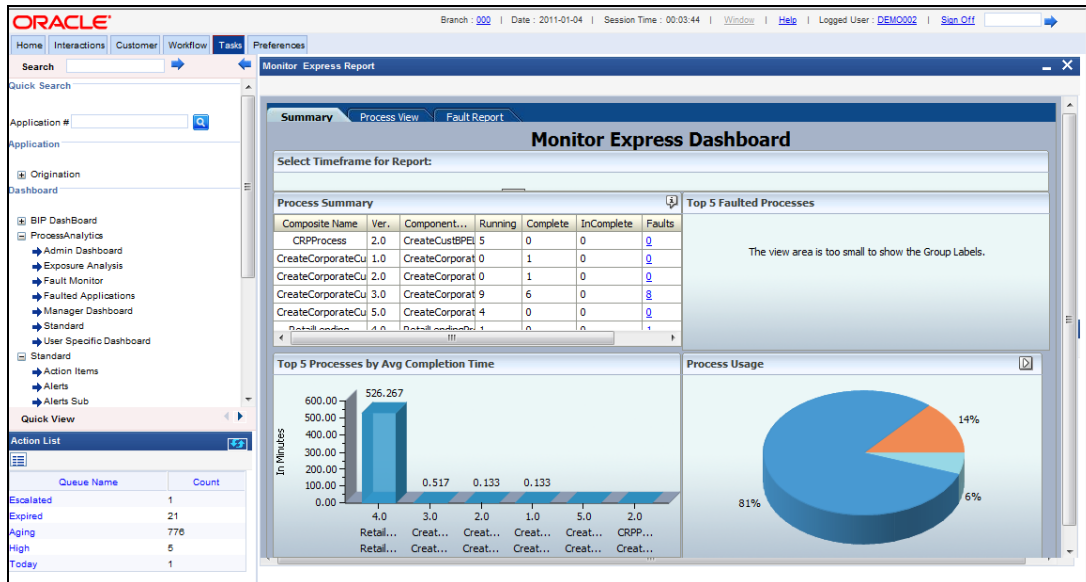 ORACLE
Branch : 000 | Date : 2011-01-04 | Session Time : 00:03:44 | Window | Help | Logged User : DEMO002 | Sign Off
Home Interactions Customer Workflow Tasks Preferences
Search
Quick Search
Application #
Application
Origination
Dashboard
BIP DashBoard
ProcessAnalytics
Admin Dashboard
Exposure Analysis
Fault Monitor
Faulted Applications
Manager Dashboard
Standard
User Specific Dashboard
Standard
Action Items
Alerts
Alerts Sub
Quick View
Action List
Queue Name Count
Escalated 1
Expired 21
Aging 776
High 5
Today 1
Monitor Express Report
Summary Process View Fault Report
Monitor Express Dashboard
Select Timeframe for Report:
Process Summary
Composite Name Ver. Component... Running Complete InComplete Faults
CRPProcess 2.0 CreateCustBPEL 5 0 0 0
CreateCorporateCu 1.0 CreateCorporat 0 1 0 0
CreateCorporateCu 2.0 CreateCorporat 0 1 0 0
CreateCorporateCu 3.0 CreateCorporat 9 6 0 8
CreateCorporateCu 5.0 CreateCorporat 4 0 0 0
RetailLending 4.0 RetailLendingPr 1 0 0 1
Top 5 Faulted Processes
The view area is too small to show the Group Labels.
Top 5 Processes by Avg Completion Time
In Minutes
600.00
500.00
400.00
300.00
200.00
100.00
0.00
526.267 0.517 0.133 0.133
4.0 3.0 2.0 1.0 5.0 2.0
Retail... Creat... Creat... Creat... Creat... CRPP...
Retail... Creat... Creat... Creat... Creat... Creat...
Process Usage
14%
6%
81%